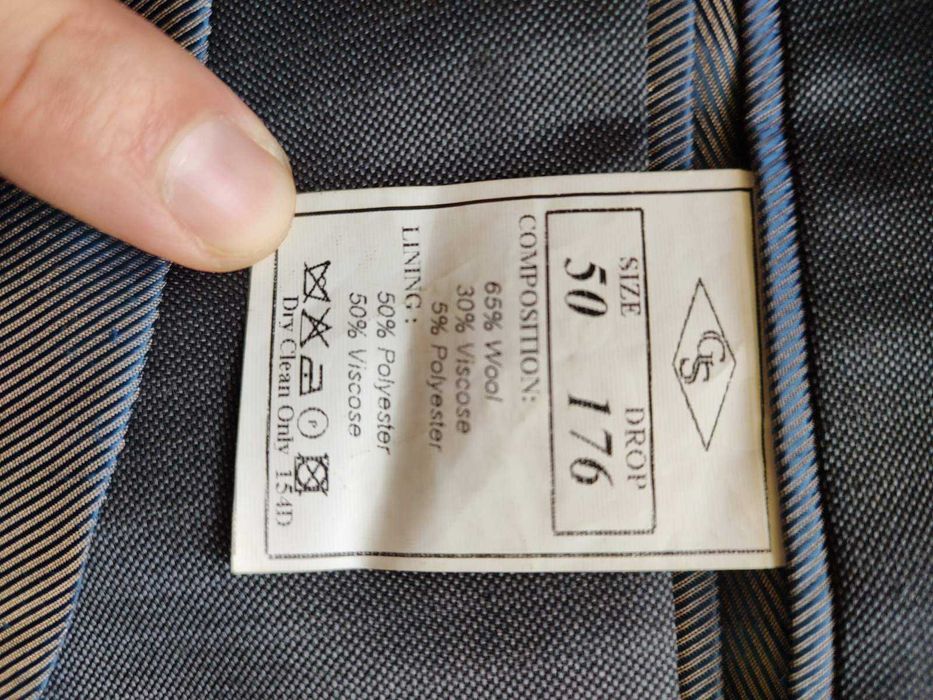 GS
SIZE DROP
50 176
COMPOSITION:
65% Wool
30% Viscose
5% Polyester
LINING:
50% Polyester
50% Viscose
P
Dry Clean Only 154D